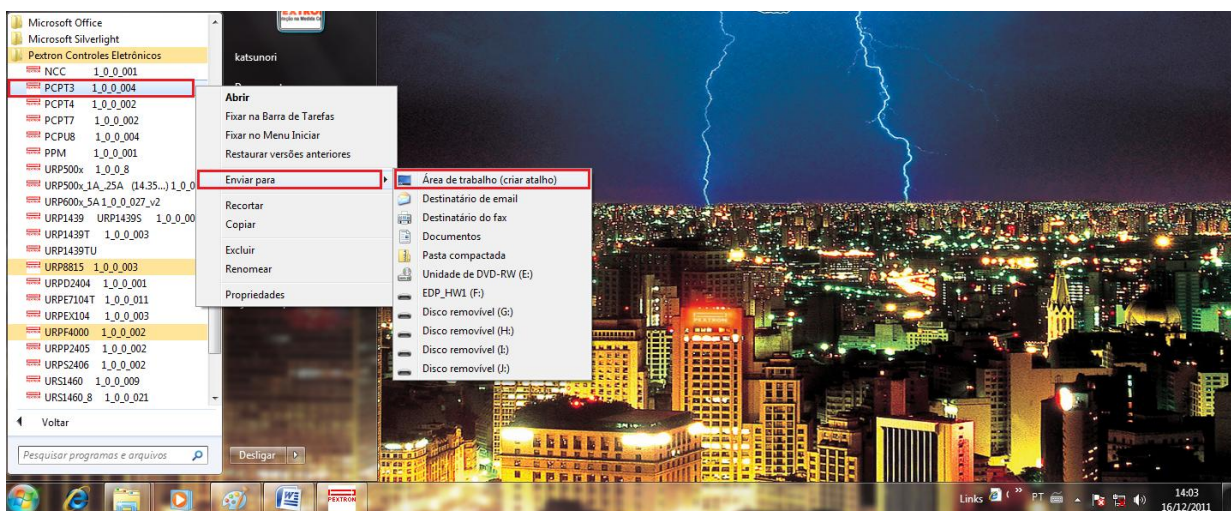 Microsoft Office
Microsoft Silverlight
Pextron Controles Eletrônicos
NCC 1_0_0_001
PCPT3 1_0_0_004
PCPT4 1_0_0_002
PCPT7 1_0_0_002
PCPU8 1_0_0_004
PPM 1_0_0_001
URP500x 1_0_0_8
URP500x_1A_.25A (14.35...) 1_0_0
URP600x_5A 1_0_0_027_v2
URP1439 URP1439S 1_0_0_00
URP1439T 1_0_0_003
URP1439TU
URP8815 1_0_0_003
URPD2404 1_0_0_001
URPE7104T 1_0_0_011
URPEX104 1_0_0_003
URPF4000 1_0_0_002
URPP2405 1_0_0_002
URPS2406 1_0_0_002
URS1460 1_0_0_009
URS1460_8 1_0_0_021
Voltar
Pesquisar programas e arquivos
katsunori
Desligar
Abrir
Fixar na Barra de Tarefas
Fixar no Menu Iniciar
Restaurar versões anteriores
Enviar para
Recortar
Copiar
Excluir
Renomear
Propriedades
Área de trabalho (criar atalho)
Destinatário de email
Destinatário do fax
Documentos
Pasta compactada
Unidade de DVD-RW (E:)
EDP_HW1 (F:)
Disco removível (G:)
Disco removível (H:)
Disco removível (I:)
Disco removível (J:)
PEXTRON
PEXTRON
Links
PT
14:03
16/12/2011